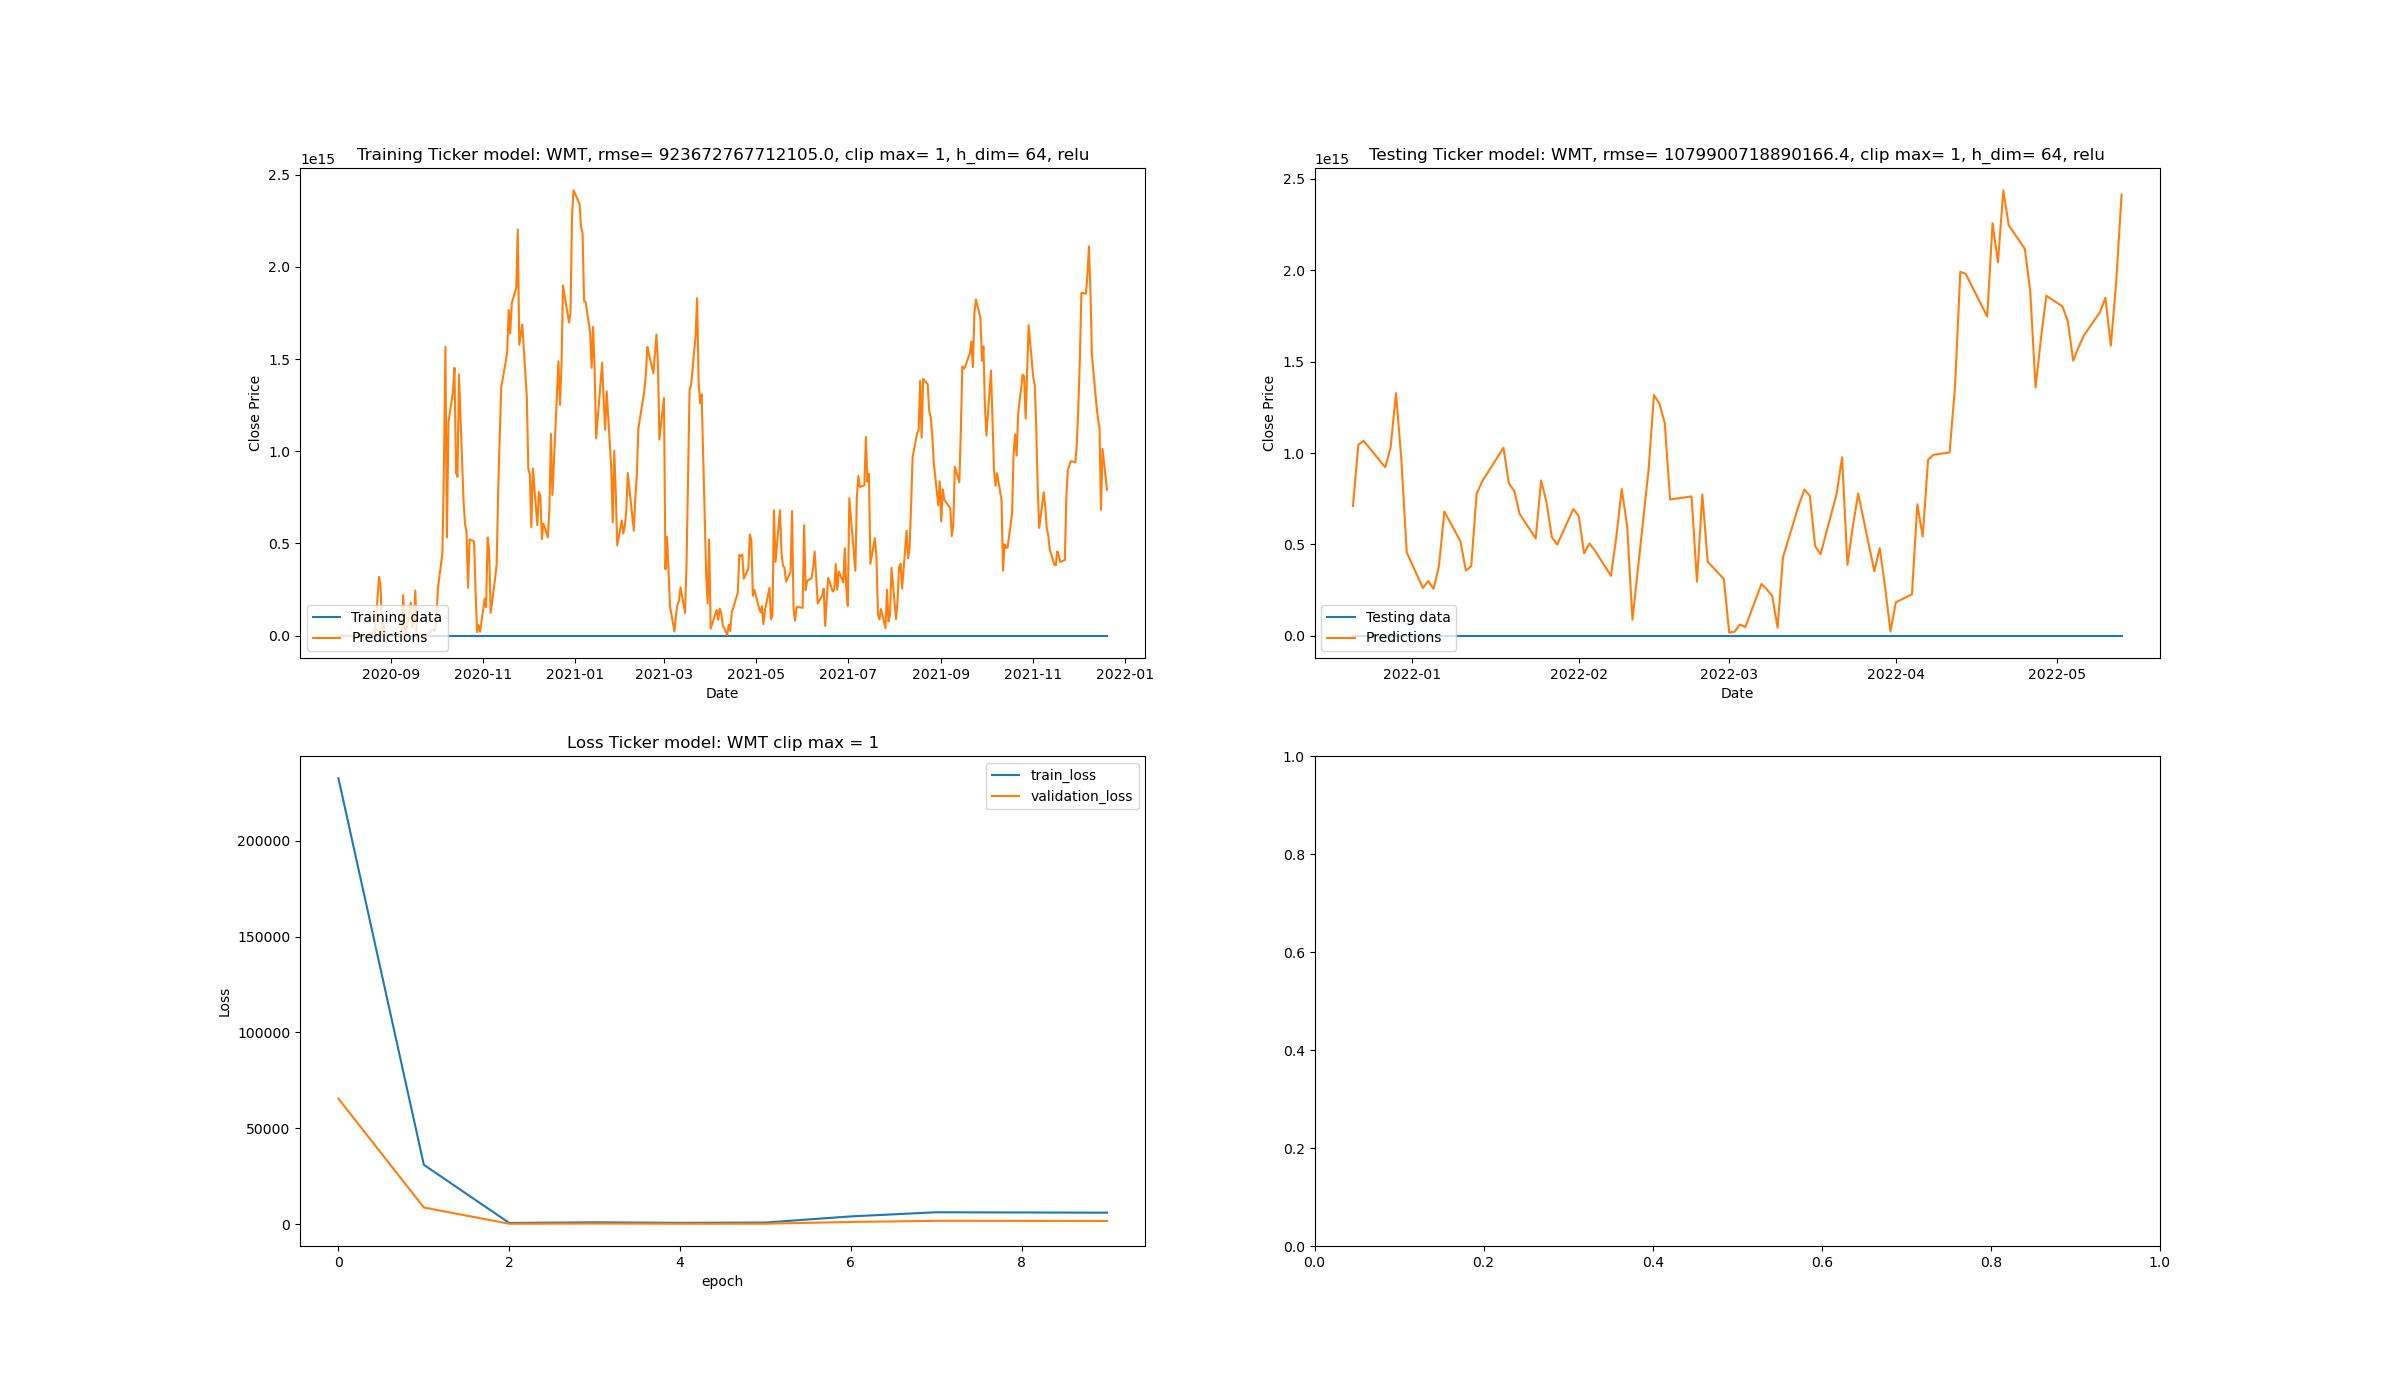 Training Ticker model: WMT, rmse= 923672767712105.0, clip max= 1, h_dim= 64, relu
1e15
2.5
2.0
1.5
1.0
0.5
0.0
Close Price
Training data
Predictions
2020-09 2020-11 2021-01 2021-03 2021-05 2021-07 2021-09 2021-11 2022-01
Date
Testing Ticker model: WMT, rmse= 1079900718890166.4, clip max= 1, h_dim= 64, relu
1e15
2.5
2.0
1.5
1.0
0.5
0.0
Close Price
Testing data
Predictions
2022-01 2022-02 2022-03 2022-04 2022-05
Date
Loss Ticker model: WMT clip max = 1
train_loss
validation_loss
200000
150000
100000
50000
0
Loss
0 2 4 6 8
epoch
1.0
0.8
0.6
0.4
0.2
0.0
0.0 0.2 0.4 0.6 0.8 1.0